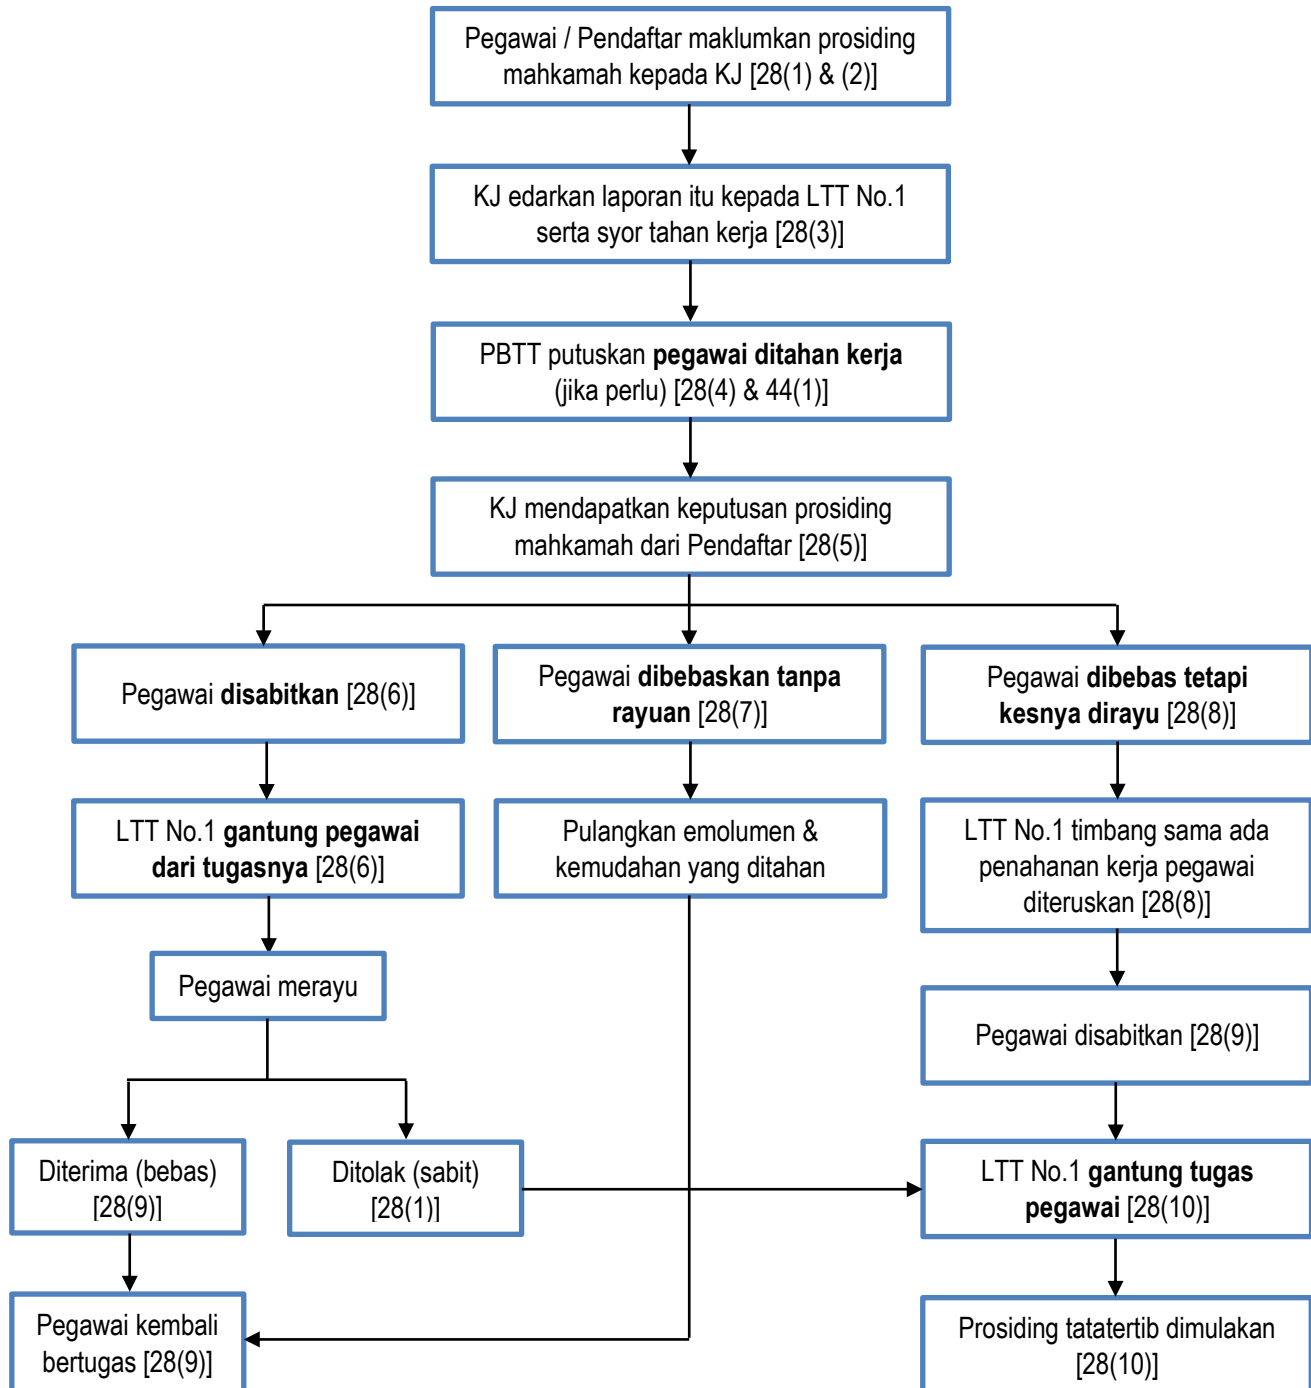 Pegawai / Pendaftar maklumkan prosiding
mahkamah kepada KJ [28(1) & (2)]
KJ edarkan laporan itu kepada LTT No.1
serta syor tahan kerja [28(3)]
PBTT putuskan pegawai ditahan kerja
(jika perlu) [28(4) & 44(1)]
KJ mendapatkan keputusan prosiding
mahkamah dari Pendaftar [28(5)]
Pegawai disabitkan [28(6)]
Pegawai dibebaskan tanpa
rayuan [28(7)]
Pegawai dibebas tetapi
kesnya dirayu [28(8)]
LTT No.1 gantung pegawai
dari tugasnya [28(6)]
Pulangkan emolumen &
kemudahan yang ditahan
LTT No.1 timbang sama ada
penahanan kerja pegawai
diteruskan [28(8)]
Pegawai merayu
Pegawai disabitkan [28(9)]
Diterima (bebas)
[28(9)]
Ditolak (sabit)
[28(1)]
LTT No.1 gantung tugas
pegawai [28(10)]
Pegawai kembali
bertugas [28(9)]
Prosiding tatatertib dimulakan
[28(10)]